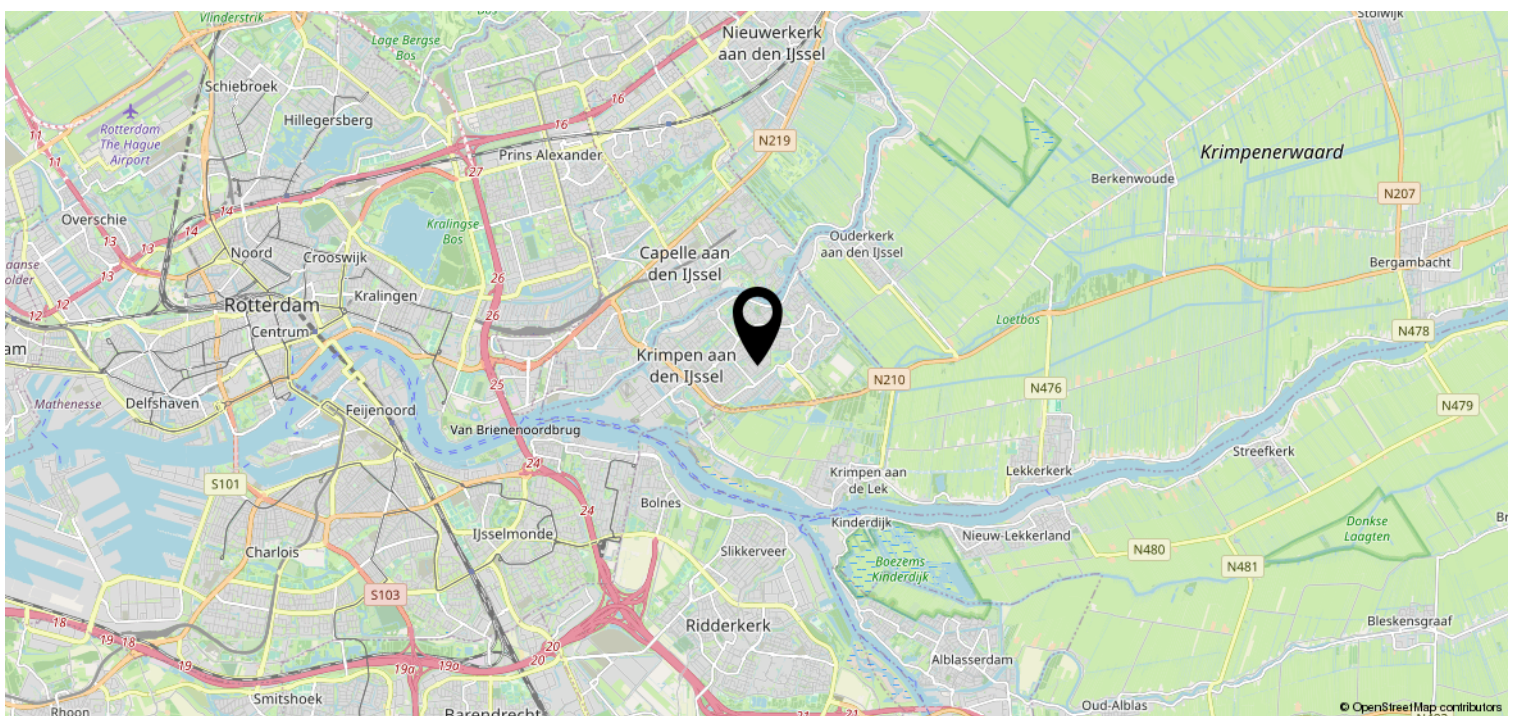 Vlinderstrik
Bos
Stolwijk
Lage Bergse
Bos
Nieuwerkerk
aan den IJssel
Schiebroek
16
Hillegersberg
16
Rotterdam
The Hague
Airport
11
11
N219
Prins Alexander
Krimpenerwaard
27
Berkenwoude
N207
14
Overschie
14
13
13
Kralingse
Bos
Noord
Crooswijk
Capelle aan
den IJssel
Ouderkerk
aan den IJssel
Bergambacht
13
26
12
12
Kralingen
Rotterdam
26
Centrum
Loetbos
N478
Krimpen aan
den IJssel
25
N210
N476
Mathenesse
Delfshaven
Feijenoord
N479
Van Brienenoordbrug
Streefkerk
24
Krimpen aan
de Lek
Lekkerkerk
S101
Bolnes
24
Kinderdijk
IJsselmonde
Nieuw-Lekkerland
Donkse
Laagten
Charlois
Slikkerveer
N480
Boezems
Kinderdijk
N481
S103
18
19
18
Ridderkerk
Bleskensgraaf
19
19a
19a
20
20
Alblasserdam
Smitshoek
Oud-Alblas
Rhoon
Barendrecht
21
21
© OpenStreetMap contributors